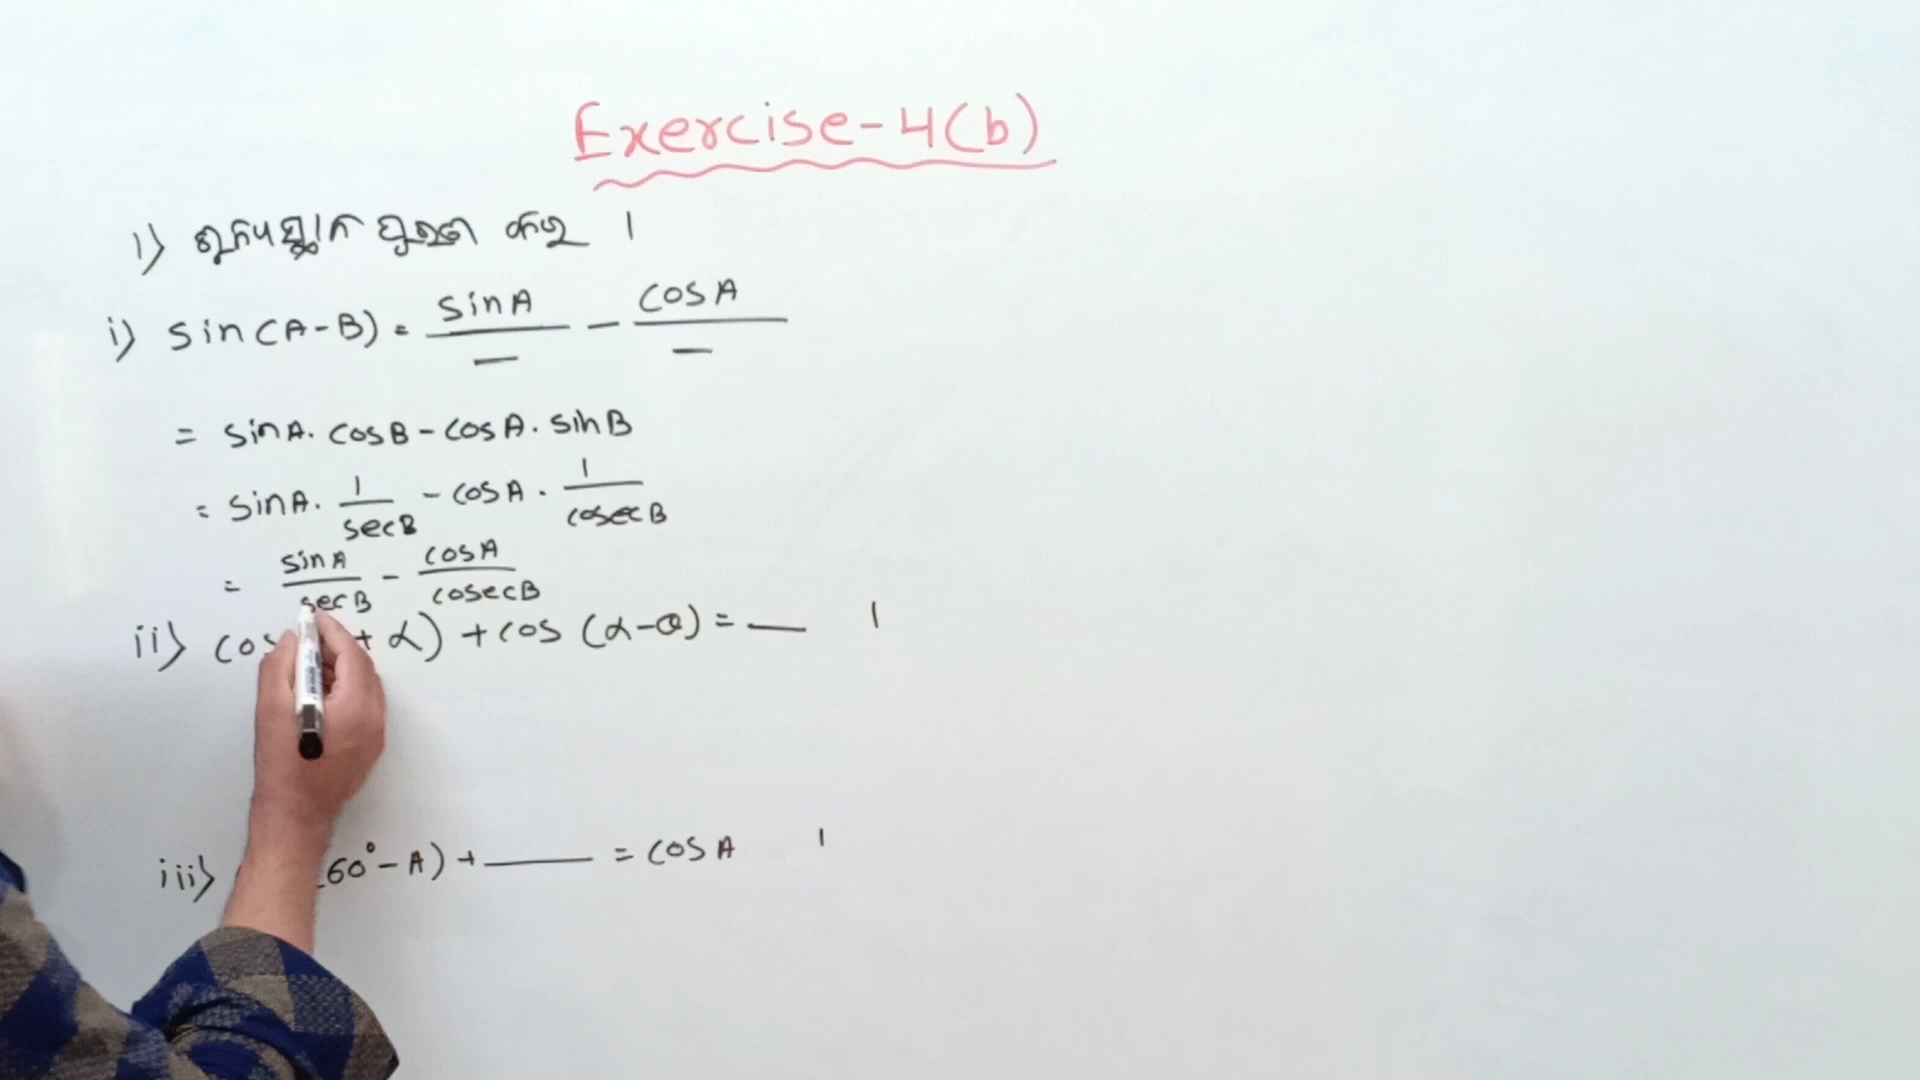 Exercise-4(b)
1) ଶୂନ୍ୟସ୍ଥାନ ପୂରଣ କର ।
i) sin(A-B) = sinA/— - cosA/—
= sinA. cosB - cosA. sinB
= sinA. 1/secB - cosA. 1/cosecB
= sinA/secB - cosA/cosecB
ii) cos + α) + cos (α-θ) = — ।
iii) 60°-A) + — = cosA ।